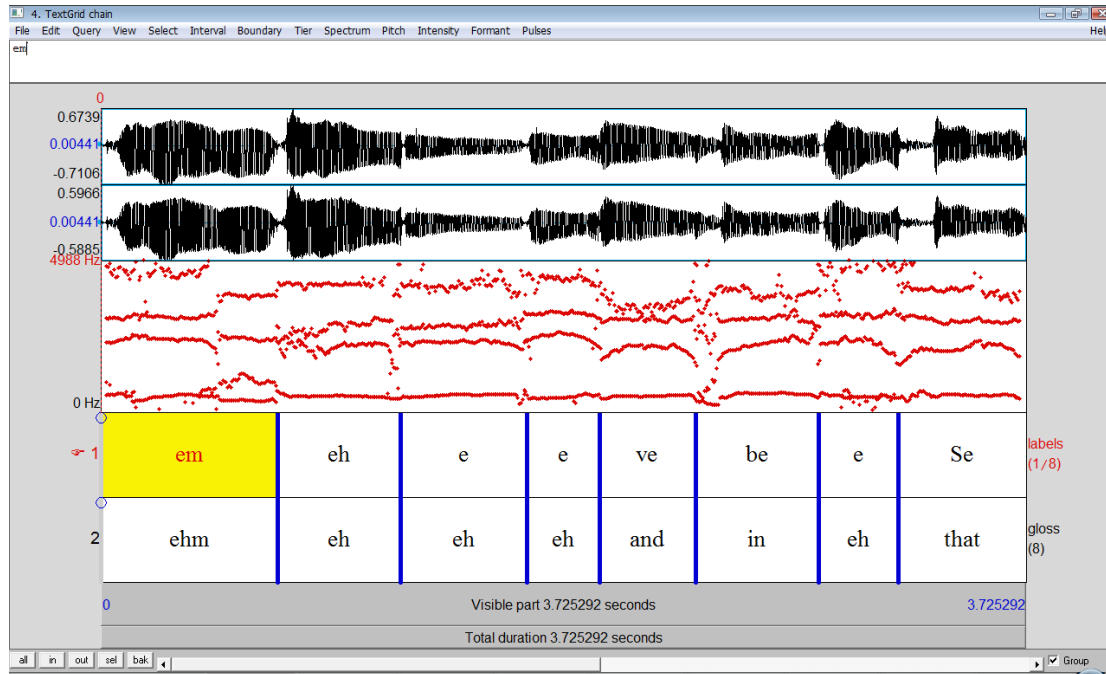 4. TextGrid chain
File Edit Query View Select Interval Boundary Tier Spectrum Pitch Intensity Formant Pulses Hel
em
0
0.6739
0.00441
-0.7106
0.5966
0.00441
-0.5885
4988 Hz
0 Hz
☞ 1 em eh e e ve be e Se labels (1/8)
2 ehm eh eh eh and in eh that gloss (8)
0 Visible part 3.725292 seconds 3.725292
Total duration 3.725292 seconds
all in out sel bak Group